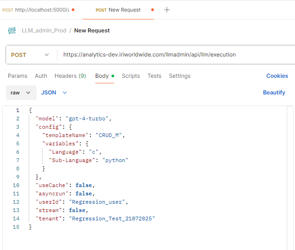 POST http://localhost:5000/a
POST New Request
LLM_admin_Prod / New Request
POST https://analytics-dev.iriworldwide.com/llmadmin/api/llm/execution
Params Auth Headers (9) Body Scripts Tests Settings Cookies
raw JSON Beautify
1 {
2 "model": "gpt-4-turbo",
3 "config": {
4 "templateName": "CRUD_M",
5 "variables": {
6 "Language": "c",
7 "Sub-Language": "python"
8 }
9 },
10 "useCache": false,
11 "asyncrun": false,
12 "userId": "Regression_user",
13 "stream": false,
14 "tenant": "Regression_Test_21072025"
15 }